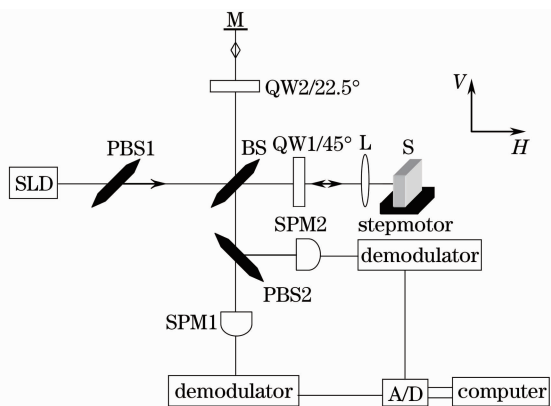 M
QW2/22.5°
V
H
PBS1
BS
QW1/45°
L
S
SLD
stepmotor
SPM2
demodulator
PBS2
SPM1
demodulator
A/D
computer